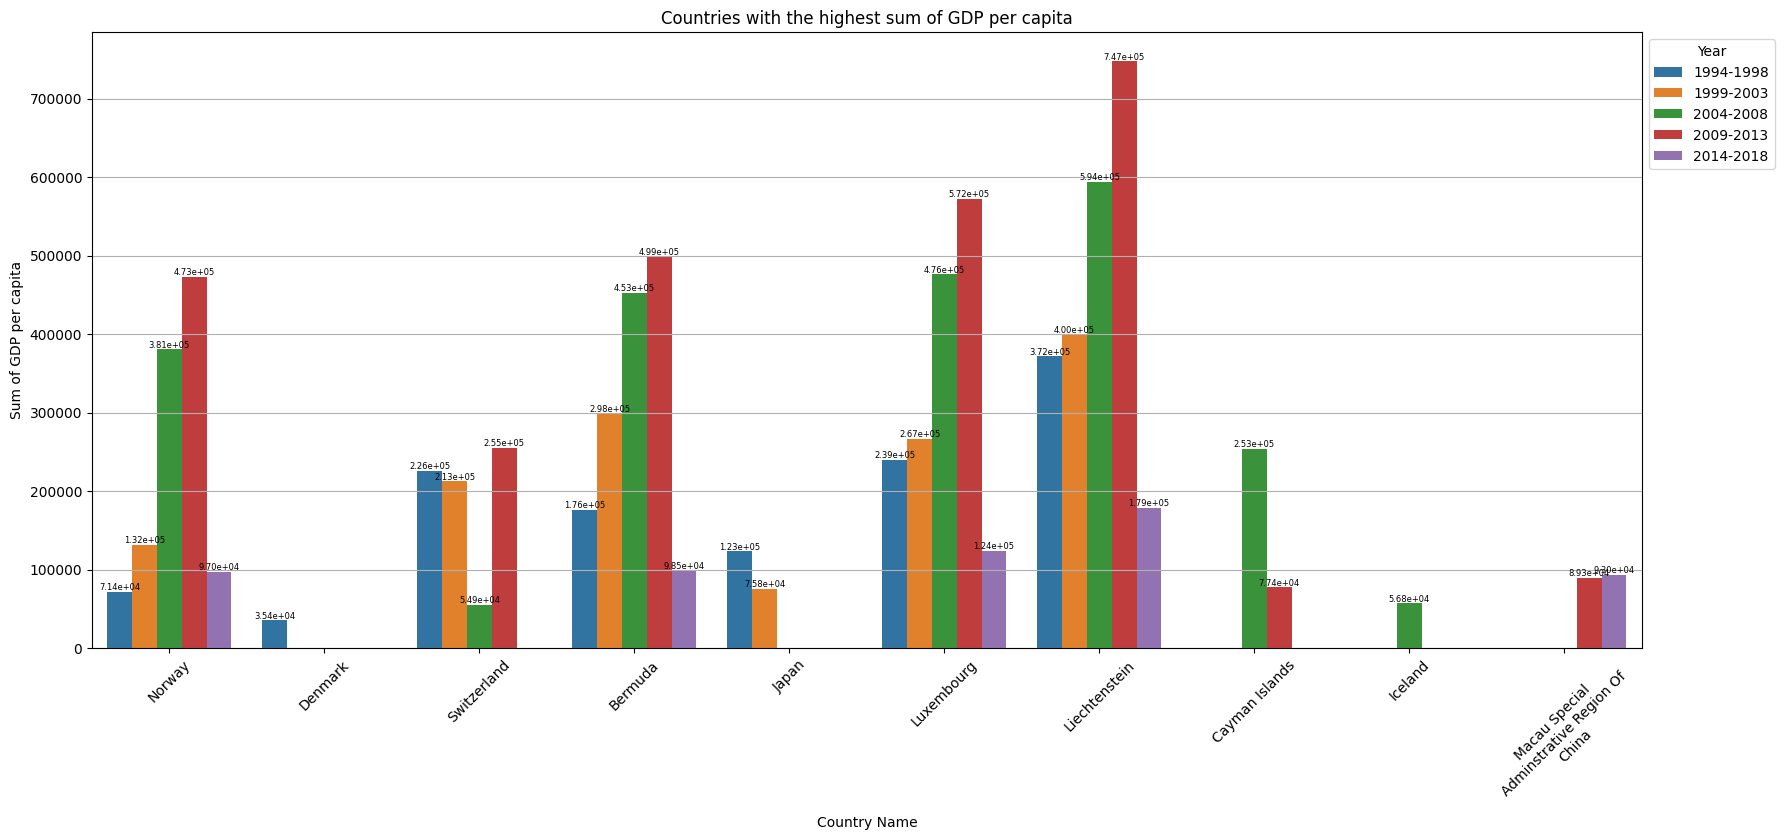 Countries with the highest sum of GDP per capita
Year
1994-1998
1999-2003
2004-2008
2009-2013
2014-2018
Sum of GDP per capita
700000
600000
500000
400000
300000
200000
100000
0
7.14e+04
1.32e+05
3.81e+05
4.73e+05
9.70e+04
3.54e+04
2.26e+05
2.13e+05
5.49e+04
2.55e+05
1.76e+05
2.98e+05
4.53e+05
4.99e+05
9.85e+04
1.23e+05
7.58e+04
2.39e+05
2.67e+05
4.76e+05
5.72e+05
1.24e+05
3.72e+05
4.00e+05
5.94e+05
7.47e+05
1.79e+05
2.53e+05
7.74e+04
5.68e+04
8.93e+04
9.30e+04
Norway
Denmark
Switzerland
Bermuda
Japan
Luxembourg
Liechtenstein
Cayman Islands
Iceland
Macau Special
Adminstrative Region Of
China
Country Name